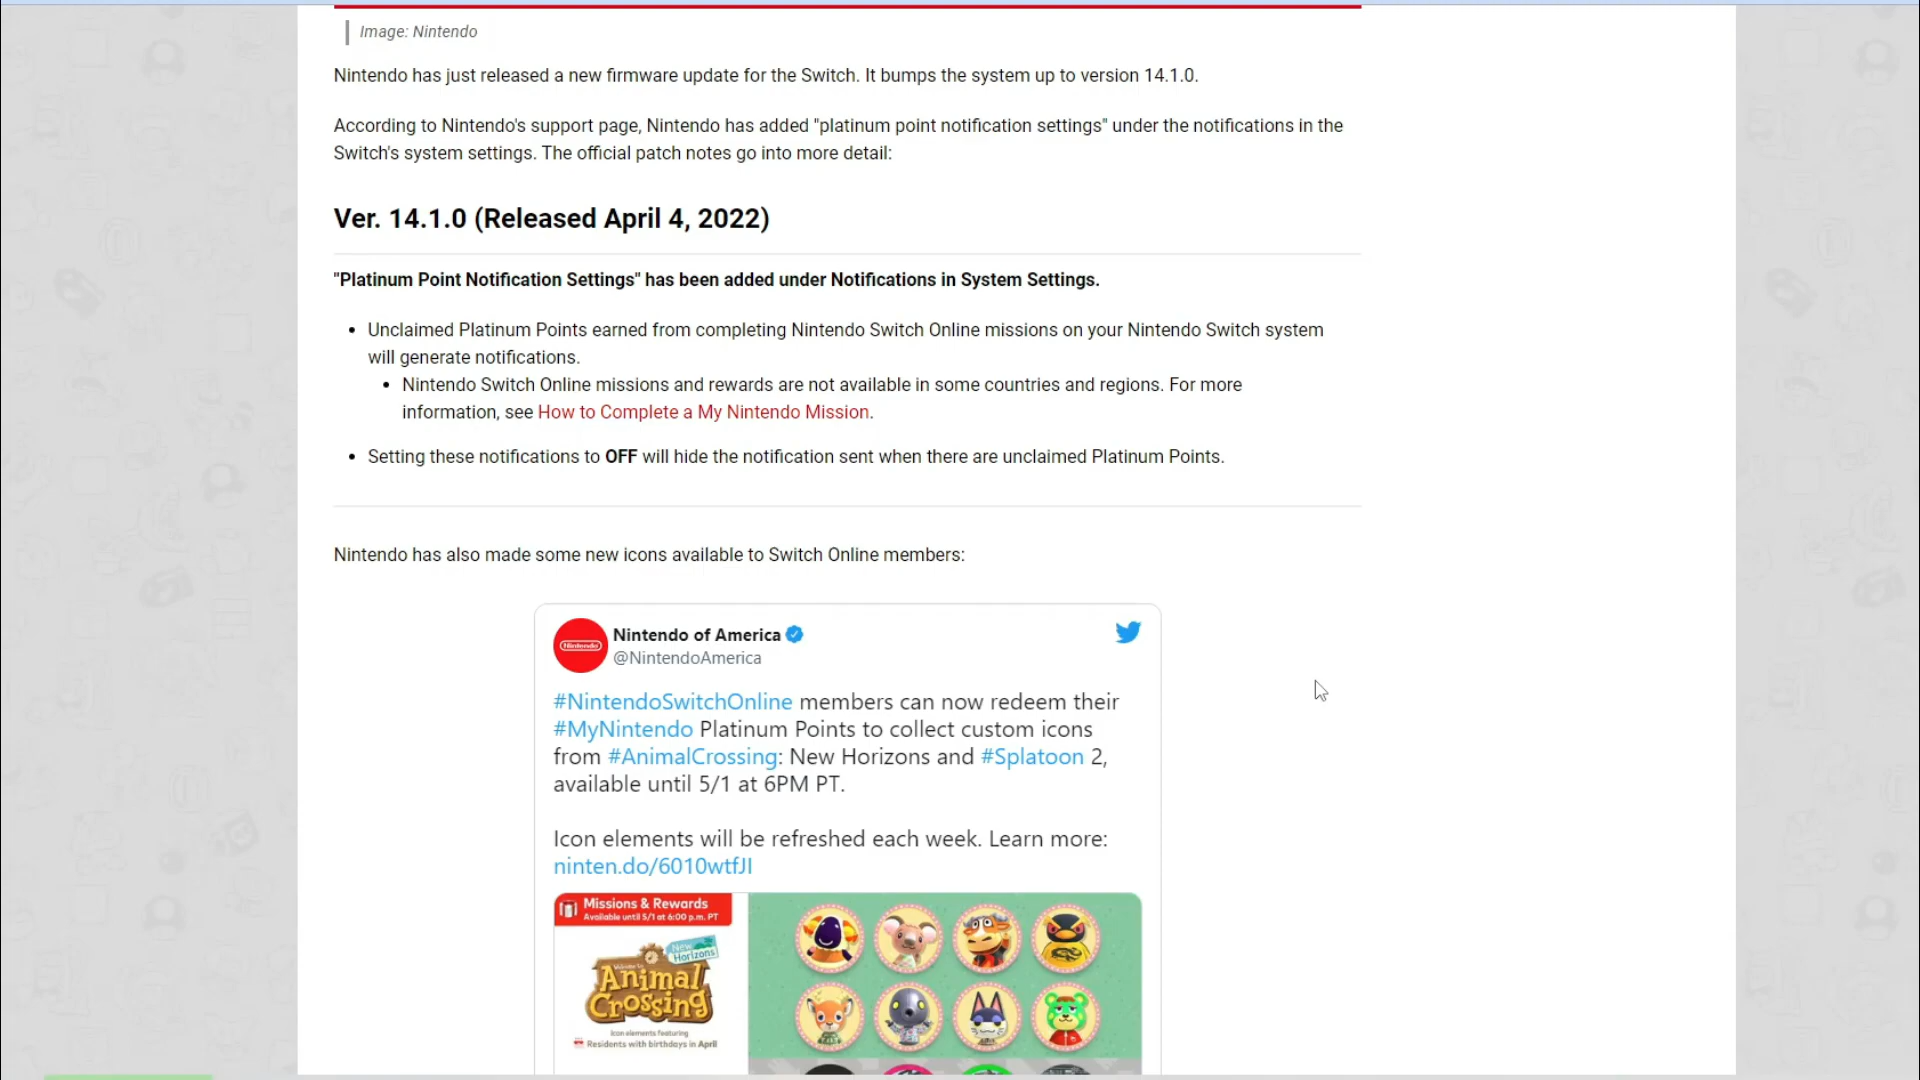 Image: Nintendo
Nintendo has just released a new firmware update for the Switch. It bumps the system up to version 14.1.0.
According to Nintendo's support page, Nintendo has added "platinum point notification settings" under the notifications in the
Switch's system settings. The official patch notes go into more detail:
Ver. 14.1.0 (Released April 4, 2022)
"Platinum Point Notification Settings" has been added under Notifications in System Settings.
• Unclaimed Platinum Points earned from completing Nintendo Switch Online missions on your Nintendo Switch system
will generate notifications.
• Nintendo Switch Online missions and rewards are not available in some countries and regions. For more
information, see How to Complete a My Nintendo Mission.
• Setting these notifications to OFF will hide the notification sent when there are unclaimed Platinum Points.
Nintendo has also made some new icons available to Switch Online members:
Nintendo
Nintendo of America
@NintendoAmerica
#NintendoSwitchOnline members can now redeem their
#MyNintendo Platinum Points to collect custom icons
from #AnimalCrossing: New Horizons and #Splatoon 2,
available until 5/1 at 6PM PT.
Icon elements will be refreshed each week. Learn more:
ninten.do/6010wtfJI
Missions & Rewards
Available until 5/1 at 6:00 p.m. PT
New
Horizons
Welcome to
Animal
Crossing
Icon elements featuring
Residents with birthdays in April